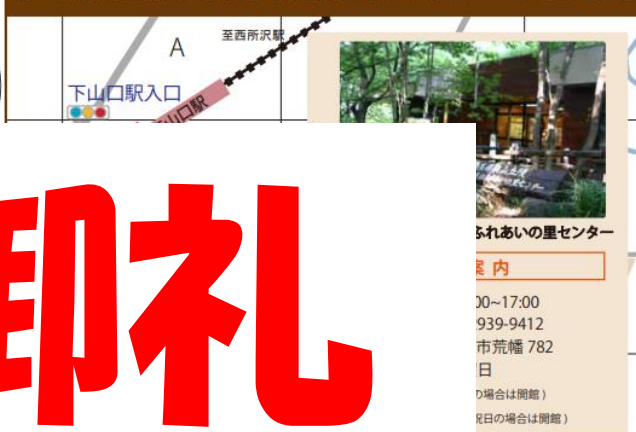 A
至西所沢駅
下山口駅入口
山口駅
ふれあいの里センター
案 内
00~17:00
939-9412
市荒幡 782
日
の場合は開館)
祝日の場合は開館)
御礼